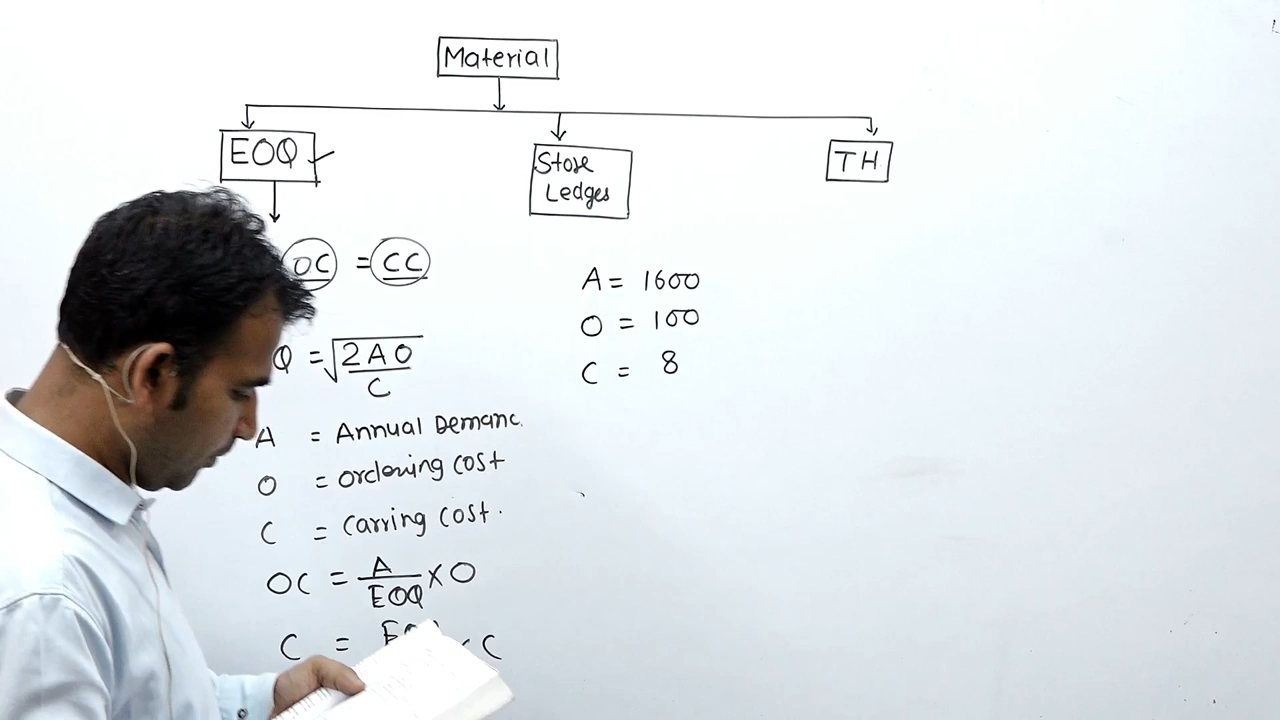 Material
EOQ
Store
Ledges
TH
OC = CC
Q = √2AO/C
A = Annual Demanc.
O = Ordering cost
C = Carring cost.
OC = A/EOQ × O
C = C
A = 1600
O = 100
C = 8